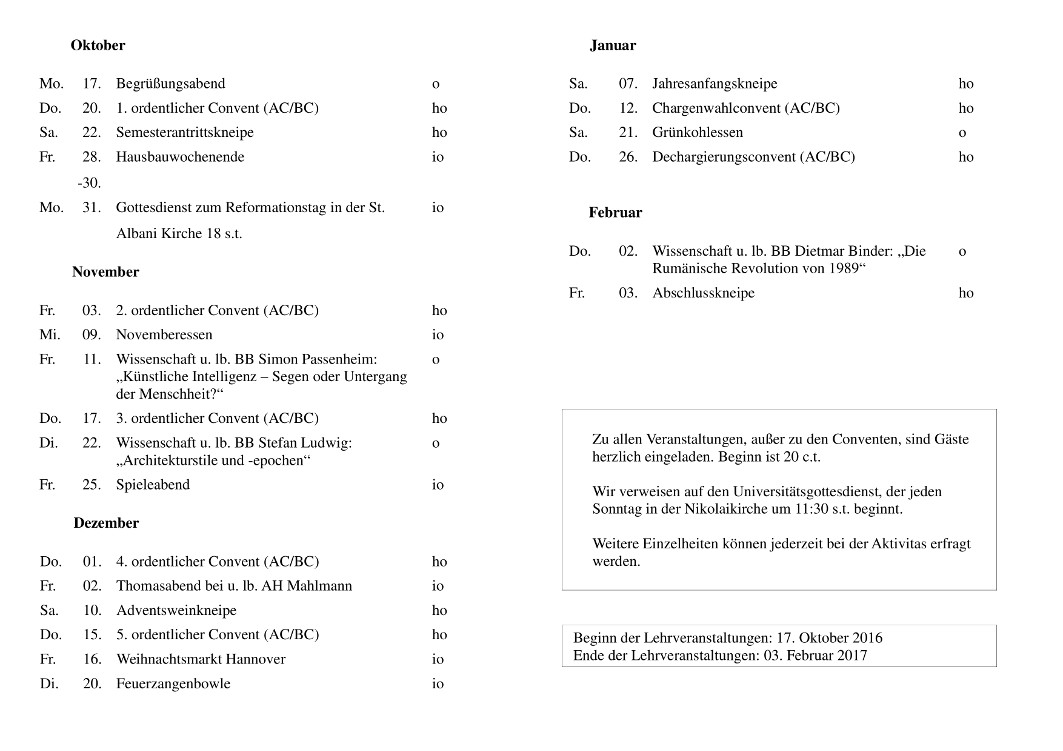 Oktober
Mo. 17. Begrüßungsabend o
Do. 20. 1. ordentlicher Convent (AC/BC) ho
Sa. 22. Semesterantrittskneipe ho
Fr. 28. Hausbauwochenende io
-30.
Mo. 31. Gottesdienst zum Reformationstag in der St. io
Albani Kirche 18 s.t.
November
Fr. 03. 2. ordentlicher Convent (AC/BC) ho
Mi. 09. Novemberessen io
Fr. 11. Wissenschaft u. lb. BB Simon Passenheim: o
„Künstliche Intelligenz – Segen oder Untergang
der Menschheit?“
Do. 17. 3. ordentlicher Convent (AC/BC) ho
Di. 22. Wissenschaft u. lb. BB Stefan Ludwig: o
„Architekturstile und -epochen“
Fr. 25. Spieleabend io
Dezember
Do. 01. 4. ordentlicher Convent (AC/BC) ho
Fr. 02. Thomasabend bei u. lb. AH Mahlmann io
Sa. 10. Adventsweinkneipe ho
Do. 15. 5. ordentlicher Convent (AC/BC) ho
Fr. 16. Weihnachtsmarkt Hannover io
Di. 20. Feuerzangenbowle io
Januar
Sa. 07. Jahresanfangskneipe ho
Do. 12. Chargenwahlconvent (AC/BC) ho
Sa. 21. Grünkohlessen o
Do. 26. Dechargierungsconvent (AC/BC) ho
Februar
Do. 02. Wissenschaft u. lb. BB Dietmar Binder: „Die o
Rumänische Revolution von 1989“
Fr. 03. Abschlusskneipe ho
Zu allen Veranstaltungen, außer zu den Conventen, sind Gäste
herzlich eingeladen. Beginn ist 20 c.t.
Wir verweisen auf den Universitätsgottesdienst, der jeden
Sonntag in der Nikolaikirche um 11:30 s.t. beginnt.
Weitere Einzelheiten können jederzeit bei der Aktivitas erfragt
werden.
Beginn der Lehrveranstaltungen: 17. Oktober 2016
Ende der Lehrveranstaltungen: 03. Februar 2017